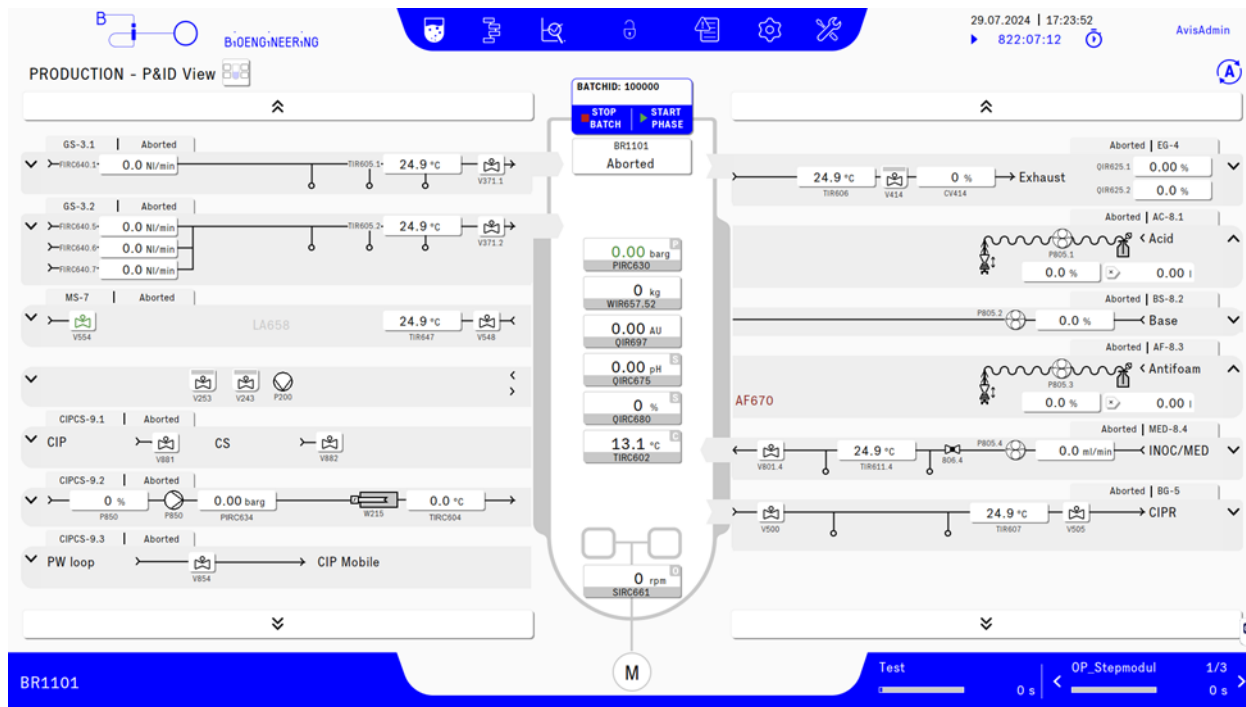 B
BiOENGiNEERiNG
29.07.2024 | 17:23:52
822:07:12
AvisAdmin
PRODUCTION - P&ID View
A
BATCHID: 100000
STOP BATCH
START PHASE
BR1101
Aborted
GS-3.1 | Aborted
FIRC640.1
0.0 Nl/min
TIR605.1
24.9 °C
V371.1
GS-3.2 | Aborted
FIRC640.5
0.0 Nl/min
FIRC640.6
0.0 Nl/min
FIRC640.7
0.0 Nl/min
TIR605.2
24.9 °C
V371.2
MS-7 | Aborted
V554
LA658
24.9 °C
TIR647
V548
V253
V243
P200
CIPCS-9.1 | Aborted
CIP
V881
CS
V882
CIPCS-9.2 | Aborted
0 %
P850
P850
0.00 barg
PIRC634
W215
0.0 °C
TIRC604
CIPCS-9.3 | Aborted
PW loop
V854
CIP Mobile
0.00 barg
P
PIRC630
0 kg
WIR657.52
0.00 AU
QIR697
0.00 pH
S
QIRC675
0 %
S
QIRC680
13.1 °C
C
TIRC602
0 rpm
SIRC661
M
Aborted | EG-4
24.9 °C
TIR606
V414
0 %
CV414
Exhaust
QIR625.1
0.00 %
QIR625.2
0.0 %
Aborted | AC-8.1
Acid
P805.1
0.0 %
0.00 l
Aborted | BS-8.2
P805.2
0.0 %
Base
Aborted | AF-8.3
Antifoam
P805.3
AF670
0.0 %
0.00 l
Aborted | MED-8.4
V801.4
24.9 °C
TIR611.4
806.4
P805.4
0.0 ml/min
INOC/MED
Aborted | BG-5
V500
24.9 °C
TIR607
V505
CIPR
BR1101
Test
0 s
OP_Stepmodul
1/3
0 s